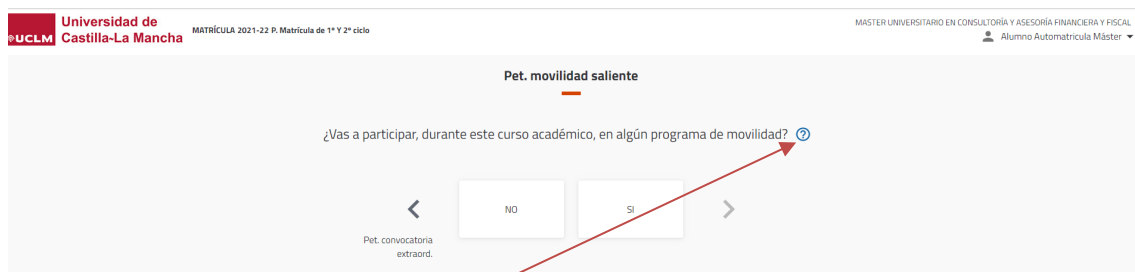 Universidad de
UCLM Castilla-La Mancha
MATRÍCULA 2021-22 P. Matrícula de 1º Y 2º ciclo
MASTER UNIVERSITARIO EN CONSULTORÍA Y ASESORÍA FINANCIERA Y FISCAL
Alumno Automatricula Máster
Pet. movilidad saliente
¿Vas a participar, durante este curso académico, en algún programa de movilidad? ?
NO
SI
Pet. convocatoria
extraord.